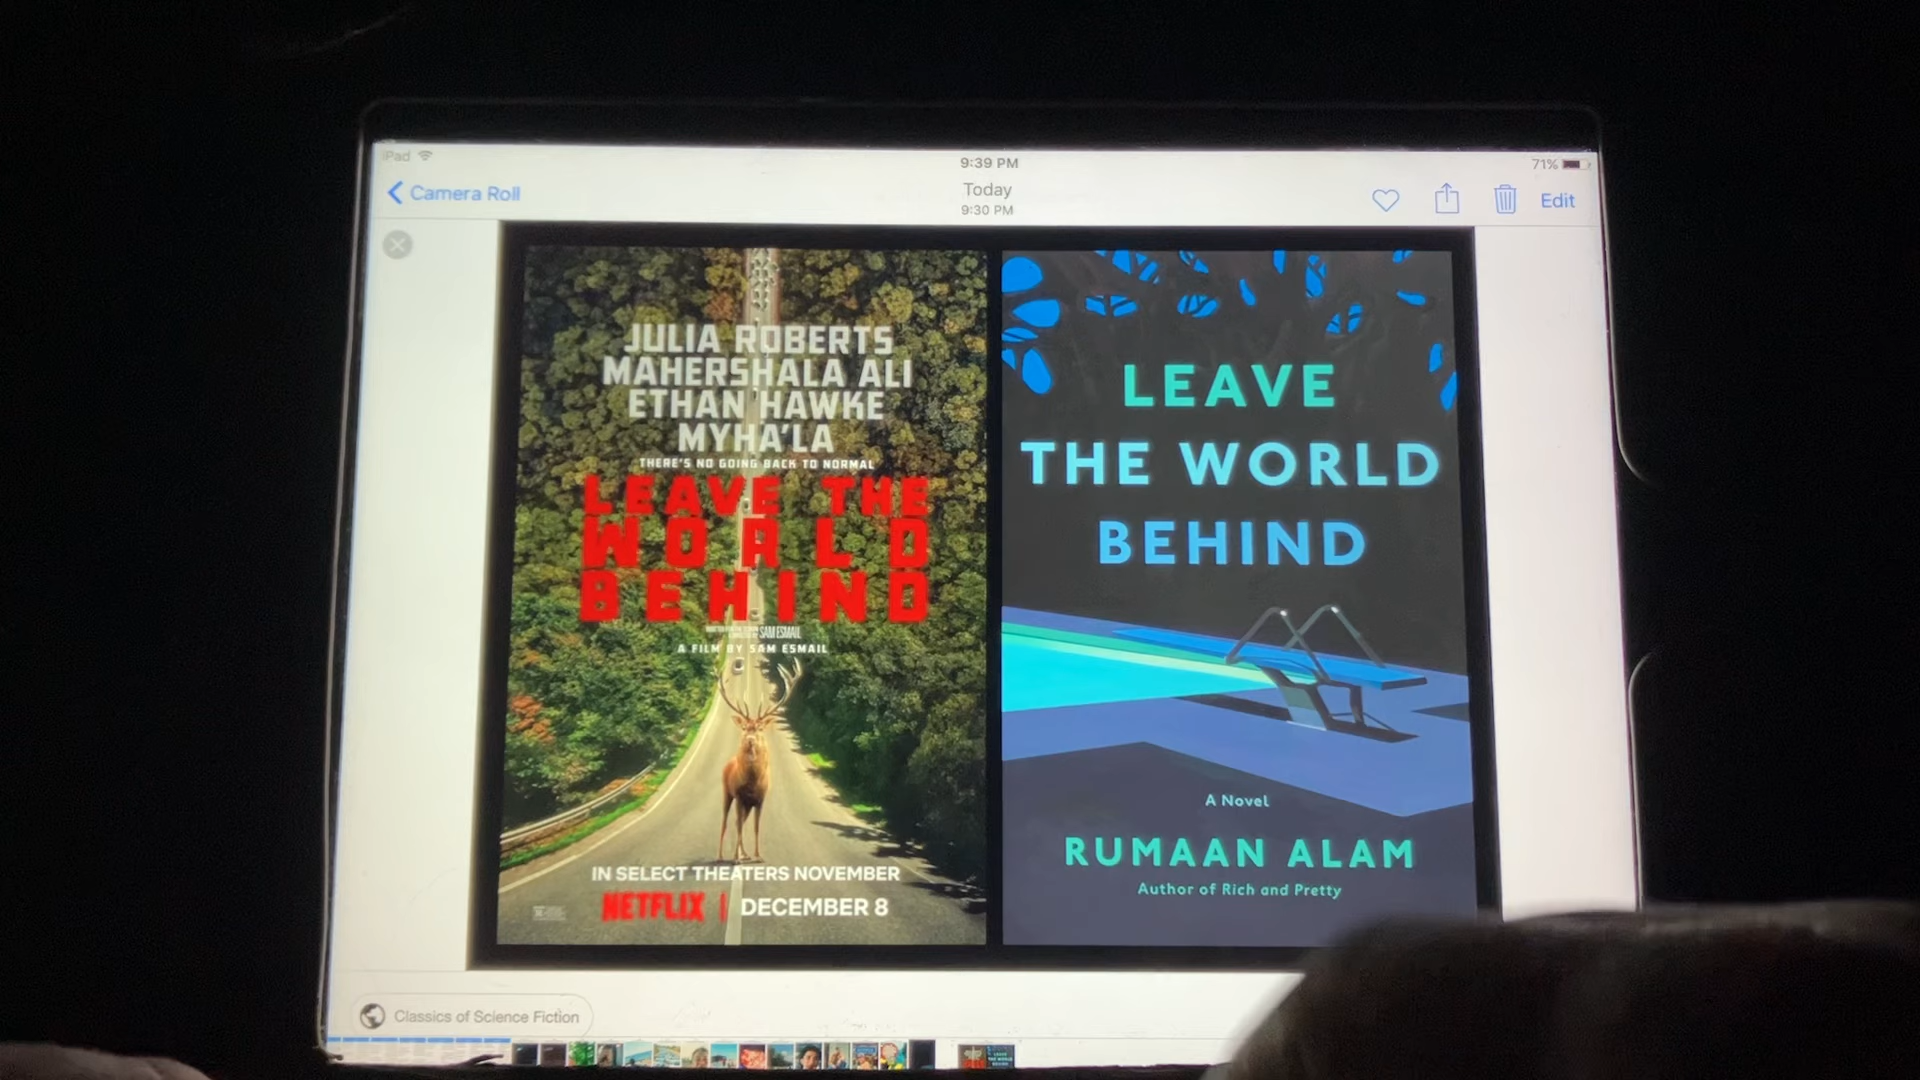 iPad
9:39 PM
71%
Camera Roll
Today
9:30 PM
Edit
JULIA ROBERTS
MAHERSHALA ALI
ETHAN HAWKE
MYHA'LA
THERE'S NO GOING BACK TO NORMAL
LEAVE THE
WORLD
BEHIND
SAM ESMAIL
A FILM BY SAM ESMAIL
IN SELECT THEATERS NOVEMBER
NETFLIX | DECEMBER 8
LEAVE
THE WORLD
BEHIND
A Novel
RUMAAN ALAM
Author of Rich and Pretty
Classics of Science Fiction